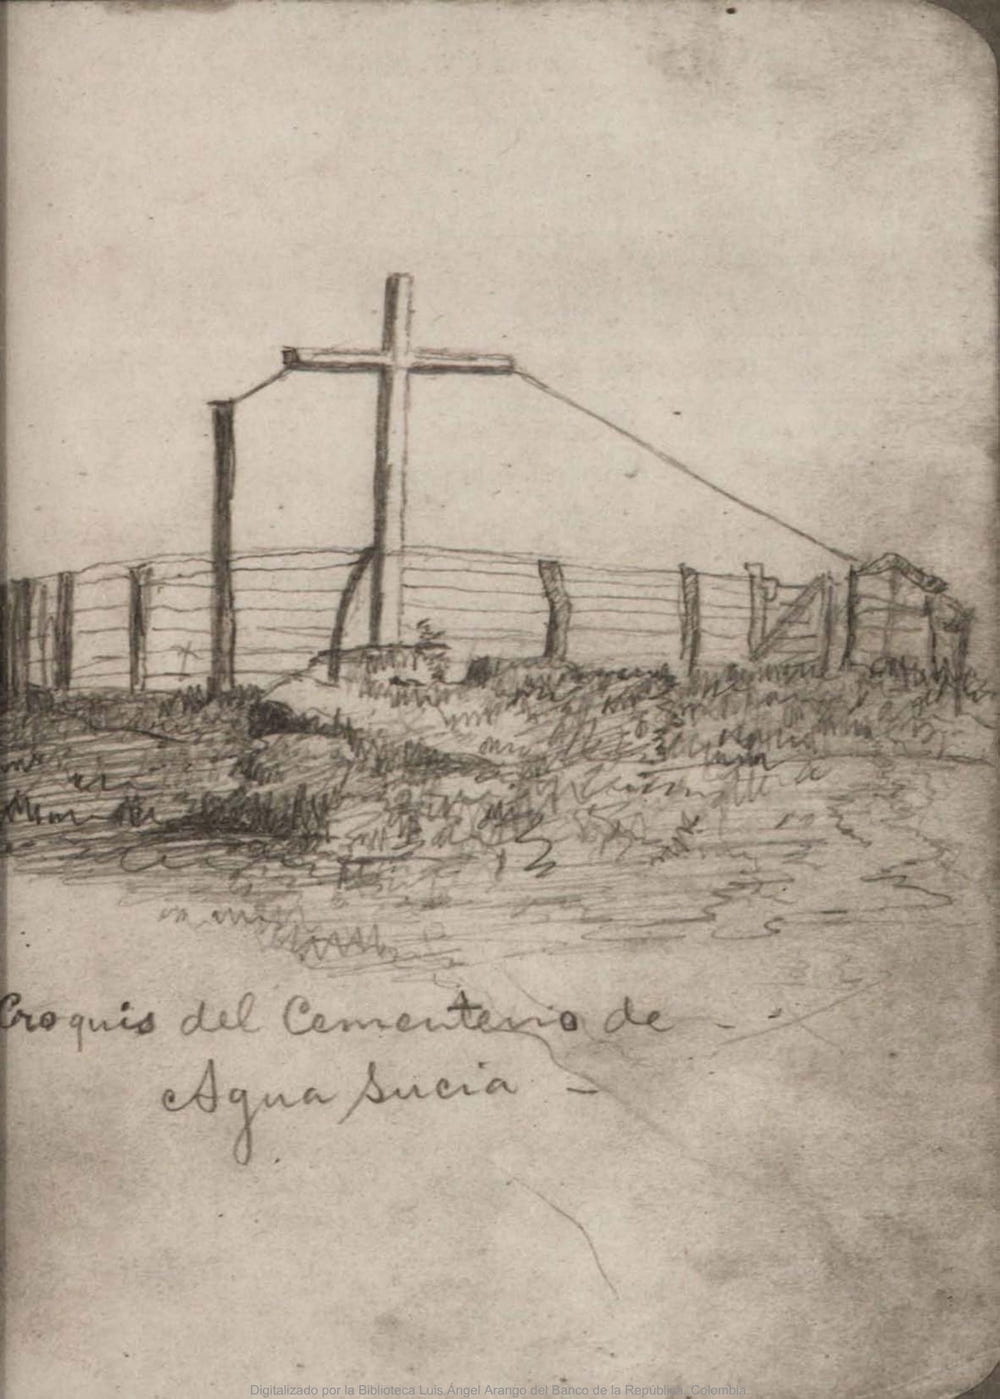 Croquis del Cementerio de - -
Agua Sucia -
Digitalizado por la Biblioteca Luis Ángel Arango del Banco de la República, Colombia.